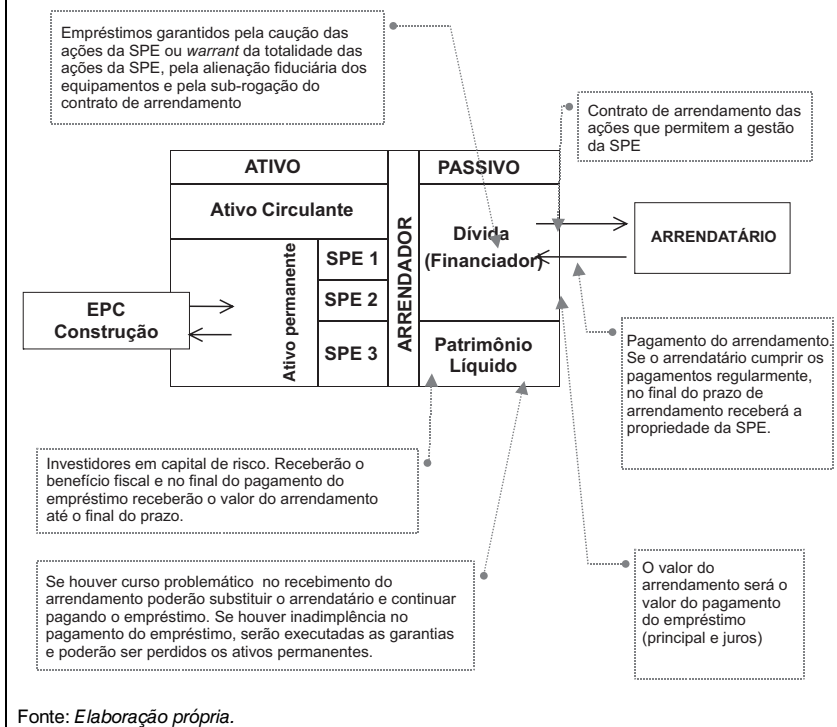 Empréstimos garantidos pela caução das
ações da SPE ou warrant da totalidade das
ações da SPE, pela alienação fiduciária dos
equipamentos e pela sub-rogação do
contrato de arrendamento
Contrato de arrendamento das
ações que permitem a gestão
da SPE
ATIVO
PASSIVO
Ativo Circulante
ARRENDADOR
Dívida
(Financiador)
ARRENDATÁRIO
Ativo permanente
SPE 1
SPE 2
SPE 3
EPC
Construção
Patrimônio
Líquido
Pagamento do arrendamento.
Se o arrendatário cumprir os
pagamentos regularmente,
no final do prazo de
arrendamento receberá a
propriedade da SPE.
Investidores em capital de risco. Receberão o
benefício fiscal e no final do pagamento do
empréstimo receberão o valor do arrendamento
até o final do prazo.
Se houver curso problemático no recebimento do
arrendamento poderão substituir o arrendatário e continuar
pagando o empréstimo. Se houver inadimplência no
pagamento do empréstimo, serão executadas as garantias
e poderão ser perdidos os ativos permanentes.
O valor do
arrendamento será o
valor do pagamento
do empréstimo
(principal e juros)
Fonte: Elaboração própria.